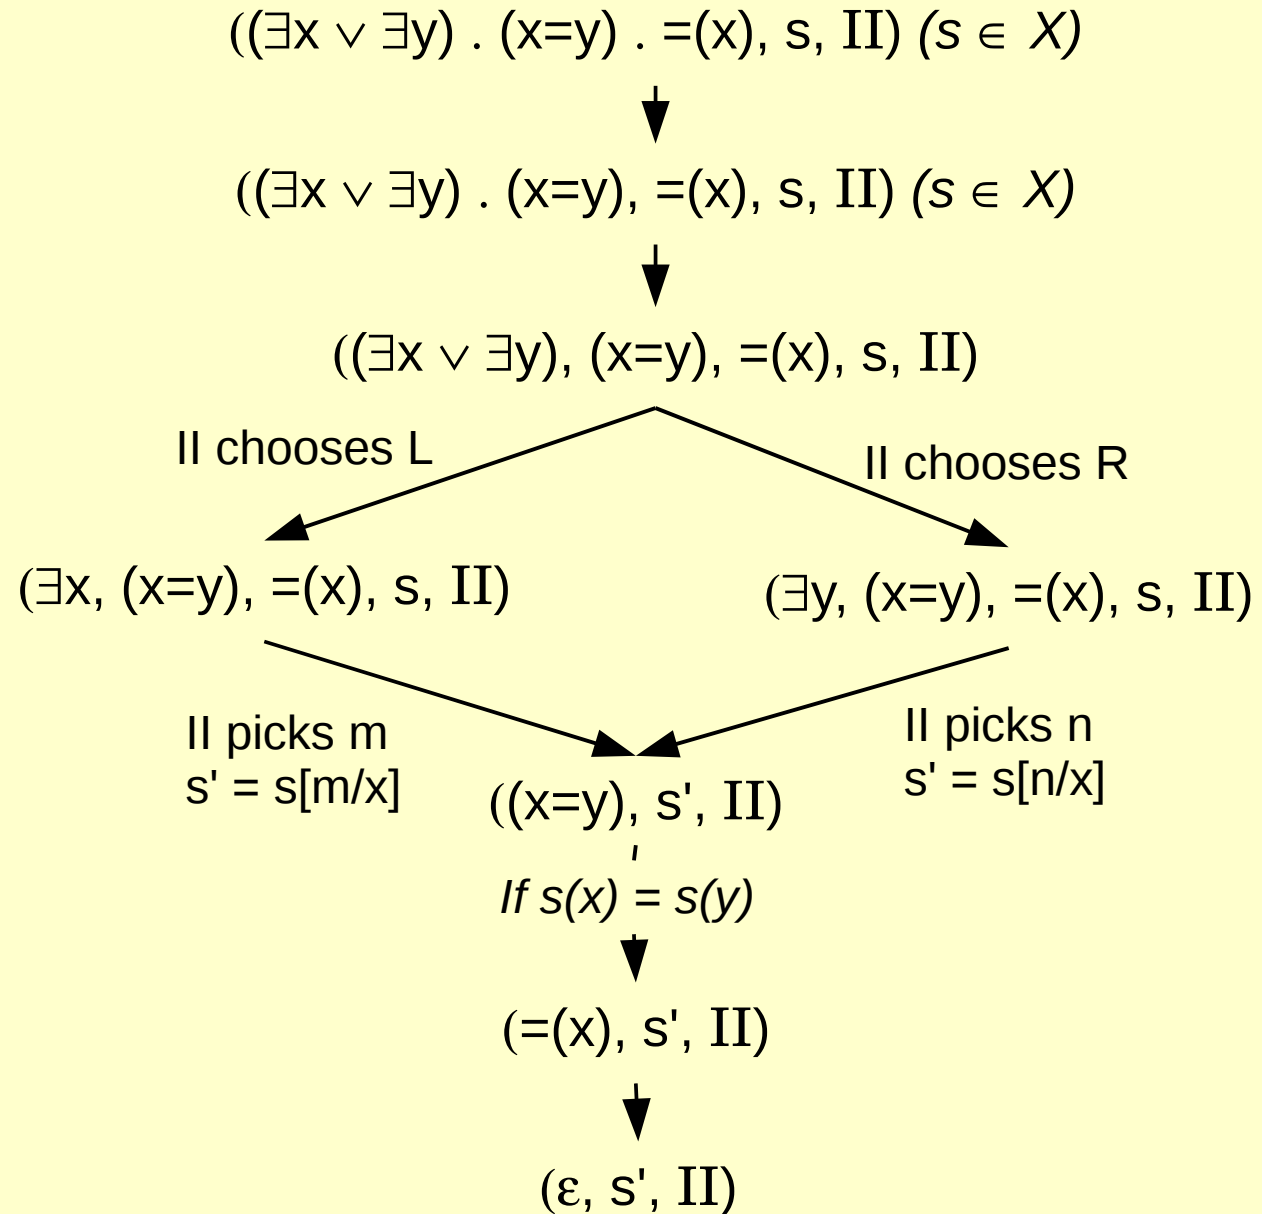 ((∃x ∨ ∃y) . (x=y) . =(x), s, II) (s ∈ X)
((∃x ∨ ∃y) . (x=y), =(x), s, II) (s ∈ X)
((∃x ∨ ∃y), (x=y), =(x), s, II)
II chooses L
II chooses R
(∃x, (x=y), =(x), s, II)
(∃y, (x=y), =(x), s, II)
II picks m
s' = s[m/x]
II picks n
s' = s[n/x]
((x=y), s', II)
If s(x) = s(y)
(=(x), s', II)
(ε, s', II)